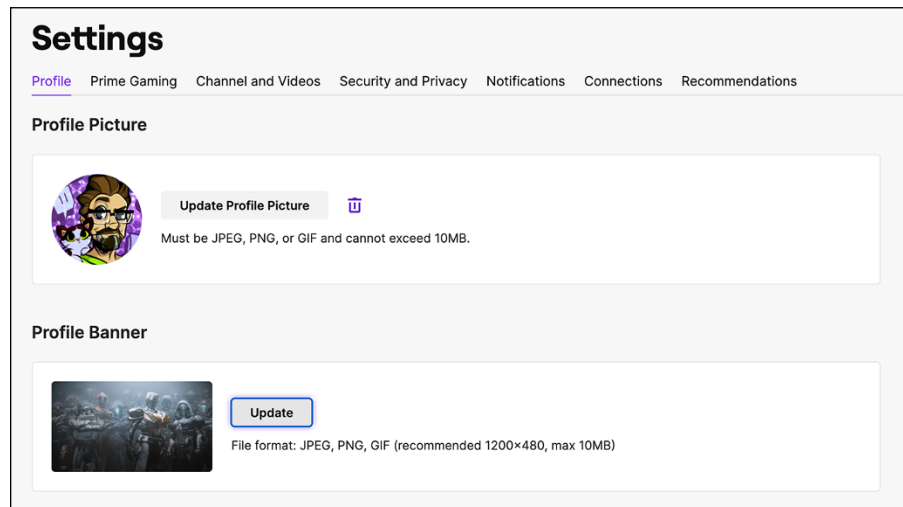 Settings
Profile Prime Gaming Channel and Videos Security and Privacy Notifications Connections Recommendations
Profile Picture
Update Profile Picture
Must be JPEG, PNG, or GIF and cannot exceed 10MB.
Profile Banner
Update
File format: JPEG, PNG, GIF (recommended 1200×480, max 10MB)